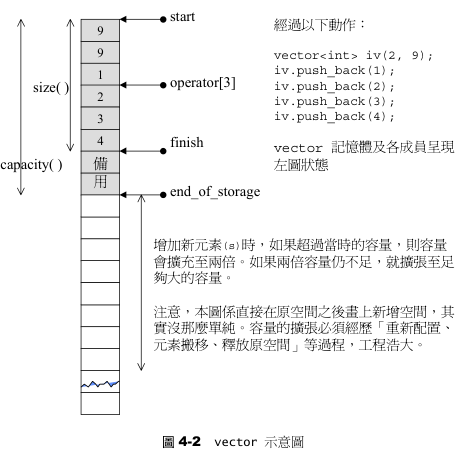 start
9
9
1
operator[3]
2
size( )
3
4
finish
capacity( )
備
用
end_of_storage
經過以下動作：
vector<int> iv(2, 9);
iv.push_back(1);
iv.push_back(2);
iv.push_back(3);
iv.push_back(4);
vector 記憶體及各成員呈現
左圖狀態
增加新元素(s)時，如果超過當時的容量，則容量
會擴充至兩倍。如果兩倍容量仍不足，就擴張至足
夠大的容量。
注意，本圖係直接在原空間之後畫上新增空間，其
實沒那麼單純。容量的擴張必須經歷「重新配置、
元素搬移、釋放原空間」等過程，工程浩大。
圖 4-2 vector 示意圖